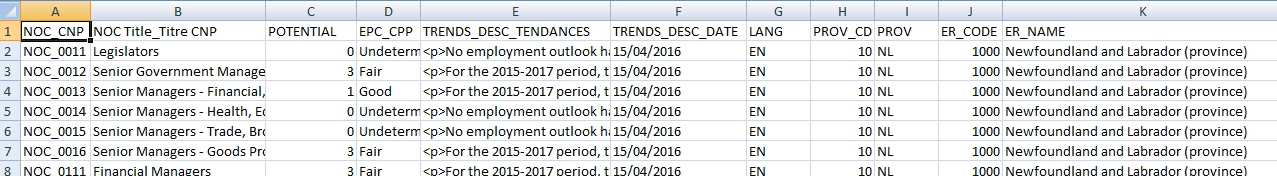 A B C D E F G H I J K
1 NOC_CNP NOC Title_Titre CNP POTENTIAL EPC_CPP TRENDS_DESC_TENDANCES TRENDS_DESC_DATE LANG PROV_CD PROV ER_CODE ER_NAME
2 NOC_0011 Legislators 0 Undeterm <p>No employment outlook ha 15/04/2016 EN 10 NL 1000 Newfoundland and Labrador (province)
3 NOC_0012 Senior Government Manage 3 Fair <p>For the 2015-2017 period, t 15/04/2016 EN 10 NL 1000 Newfoundland and Labrador (province)
4 NOC_0013 Senior Managers - Financial, 1 Good <p>For the 2015-2017 period, t 15/04/2016 EN 10 NL 1000 Newfoundland and Labrador (province)
5 NOC_0014 Senior Managers - Health, Ed 0 Undeterm <p>No employment outlook ha 15/04/2016 EN 10 NL 1000 Newfoundland and Labrador (province)
6 NOC_0015 Senior Managers - Trade, Bro 0 Undeterm <p>No employment outlook ha 15/04/2016 EN 10 NL 1000 Newfoundland and Labrador (province)
7 NOC_0016 Senior Managers - Goods Pro 3 Fair <p>For the 2015-2017 period, t 15/04/2016 EN 10 NL 1000 Newfoundland and Labrador (province)
8 NOC_0111 Financial Managers 3 Fair <p>For the 2015-2017 period, t 15/04/2016 EN 10 NL 1000 Newfoundland and Labrador (province)